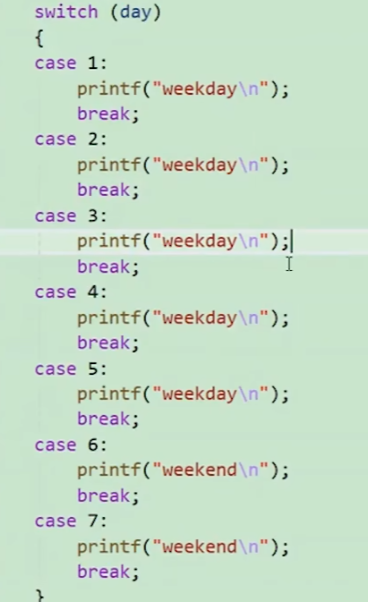 switch (day)
{
case 1:
printf("weekday\n");
break;
case 2:
printf("weekday\n");
break;
case 3:
printf("weekday\n");
break;
case 4:
printf("weekday\n");
break;
case 5:
printf("weekday\n");
break;
case 6:
printf("weekend\n");
break;
case 7:
printf("weekend\n");
break;
}